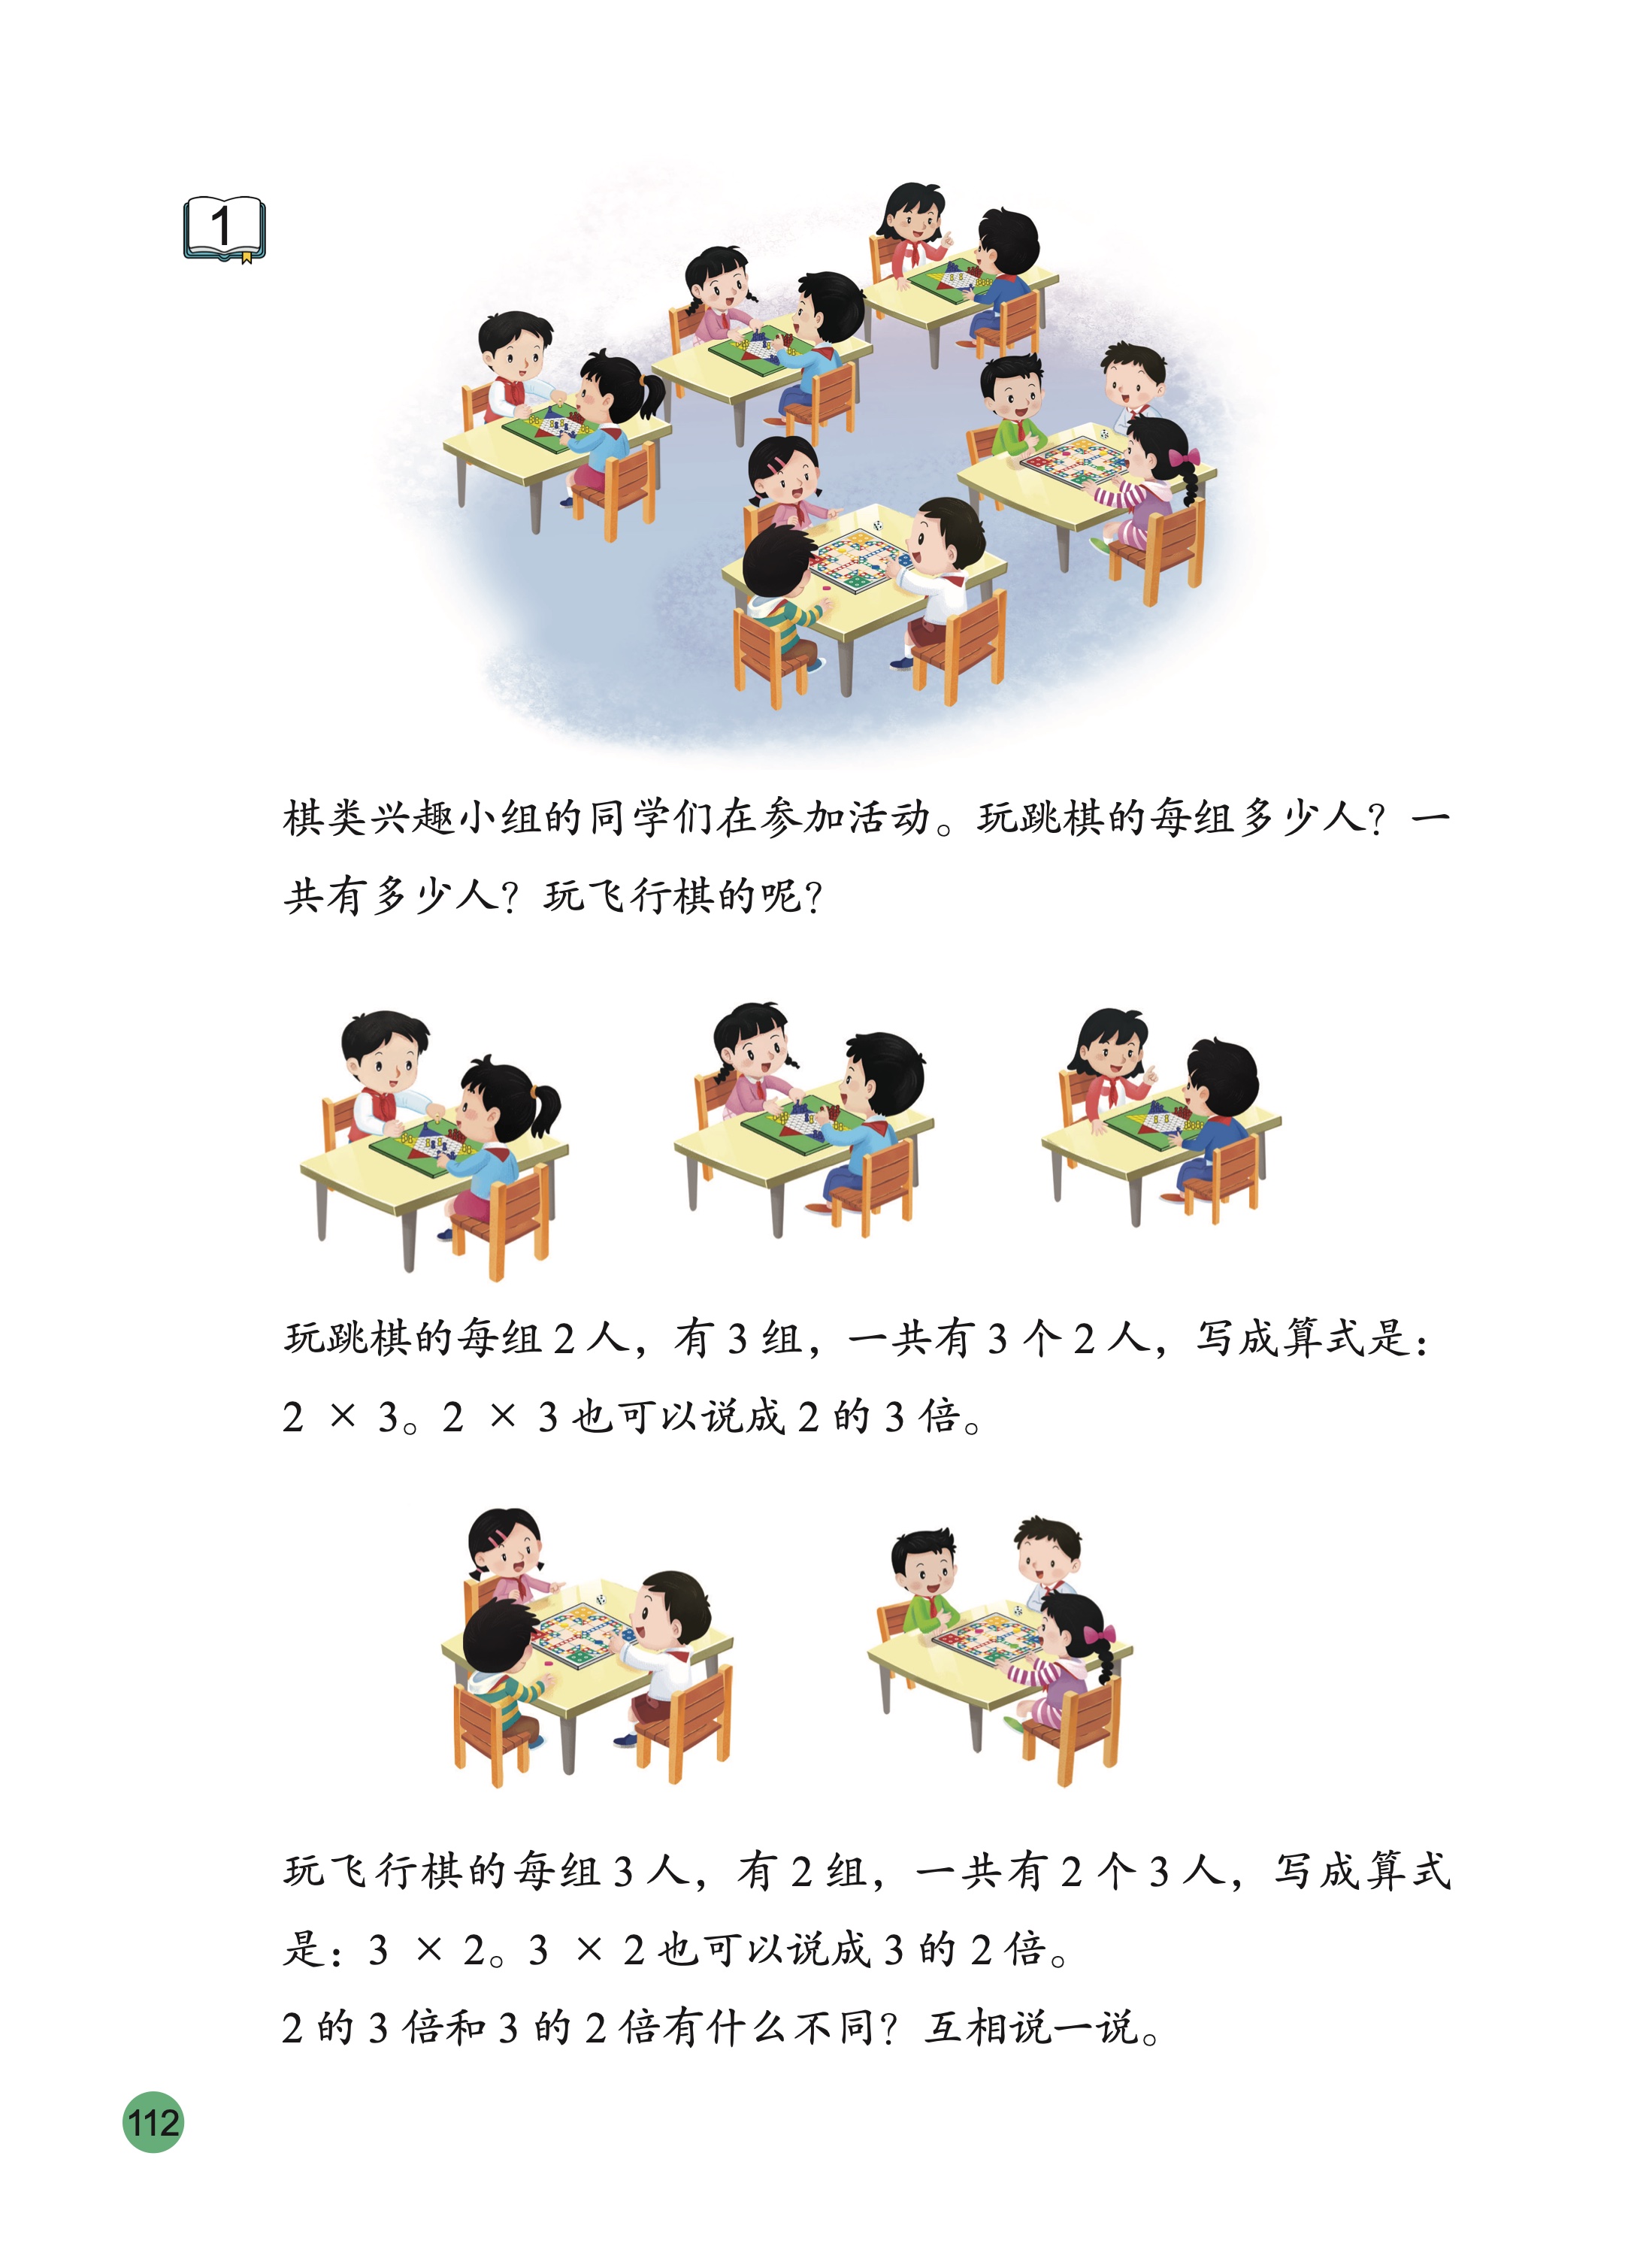 1
棋类兴趣小组的同学们在参加活动。玩跳棋的每组多少人？一
共有多少人？玩飞行棋的呢？
玩跳棋的每组2人，有3组，一共有3个2人，写成算式是：
2 × 3。2 × 3也可以说成2的3倍。
玩飞行棋的每组3人，有2组，一共有2个3人，写成算式
是：3 × 2。3 × 2也可以说成3的2倍。
2的3倍和3的2倍有什么不同？互相说一说。
112